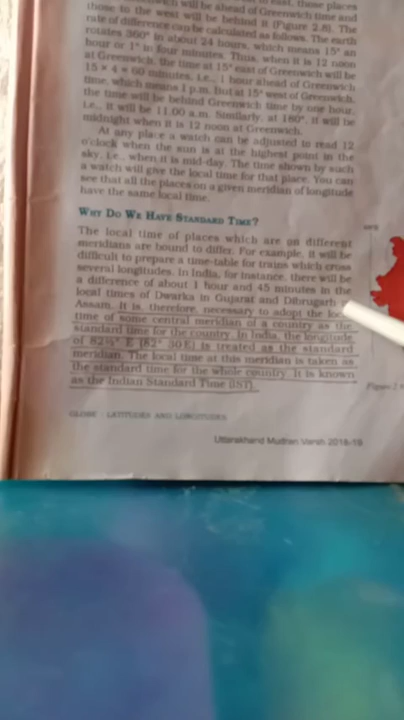 which will be ahead of Greenwich time and
those to the west will be behind it (Figure 2.8). The
rate of difference can be calculated as follows. The earth
rotates 360° in about 24 hours, which means 15° an
hour or 1° in four minutes. Thus, when it is 12 noon
at Greenwich, the time at 15° east of Greenwich will be
15 × 4 = 60 minutes, i.e., 1 hour ahead of Greenwich
time, which means 1 p.m. But at 15° west of Greenwich,
the time will be behind Greenwich time by one hour,
i.e., it will be 11.00 a.m. Similarly, at 180°, it will be
midnight when it is 12 noon at Greenwich.
At any place a watch can be adjusted to read 12
o'clock when the sun is at the highest point in the
sky, i.e., when it is mid-day. The time shown by such
a watch will give the local time for that place. You can
see that all the places on a given meridian of longitude
have the same local time.
WHY DO WE HAVE STANDARD TIME?
The local time of places which are on different
meridians are bound to differ. For example, it will be
difficult to prepare a time-table for trains which cross
several longitudes. In India, for instance, there will be
a difference of about 1 hour and 45 minutes in the
local times of Dwarka in Gujarat and Dibrugarh
Assam. It is, therefore, necessary to adopt the
time of some central meridian of a country as the
standard time for the country. In India, the longitude
of 82½° E (82° 30'E) is treated as the standard
meridian. The local time at this meridian is taken as
the standard time for the whole country. It is known
as the Indian Standard Time (IST).
GLOBE : LATITUDES AND LONGITUDES
Uttarakhand Mudran Varsh 2018-19